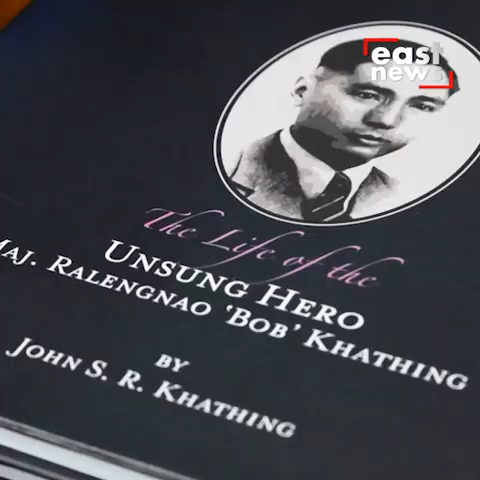 east
news
The Life of the
UNSUNG HERO
MAJ. RALENGNAO 'BOB' KHATHING
BY
JOHN S. R. KHATHING